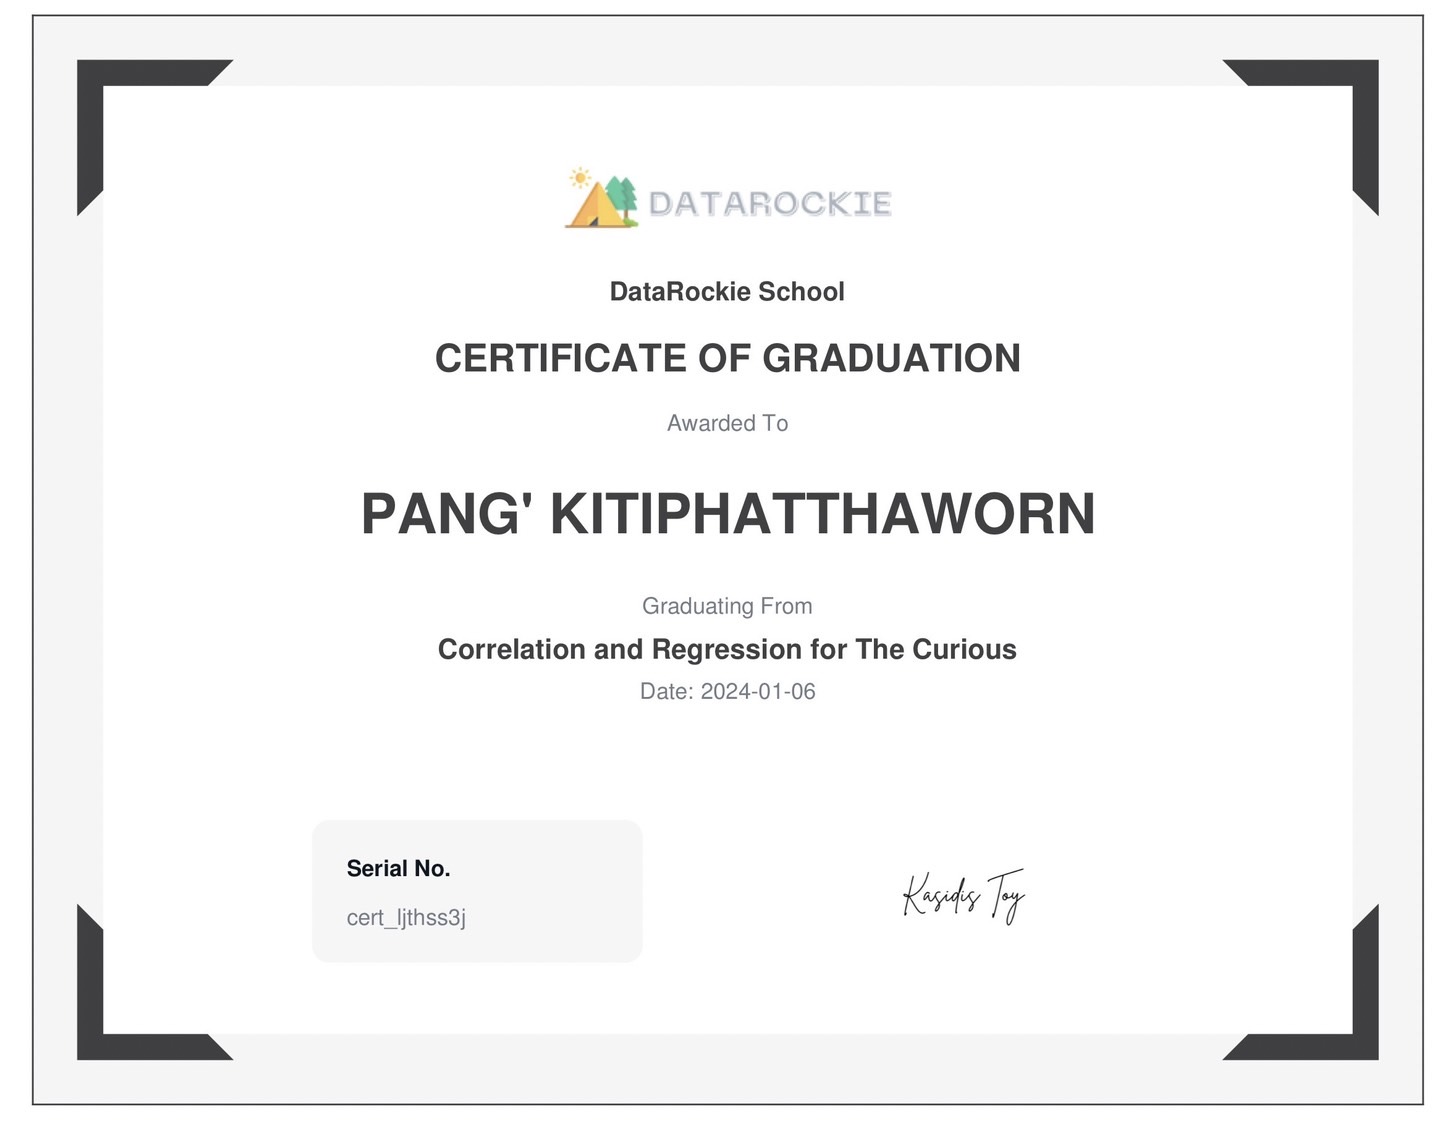 DATAROCKIE
DataRockie School
CERTIFICATE OF GRADUATION
Awarded To
PANG' KITIPHATTHAWORN
Graduating From
Correlation and Regression for The Curious
Date: 2024-01-06
Serial No.
cert_ljthss3j
Kasidis Toy